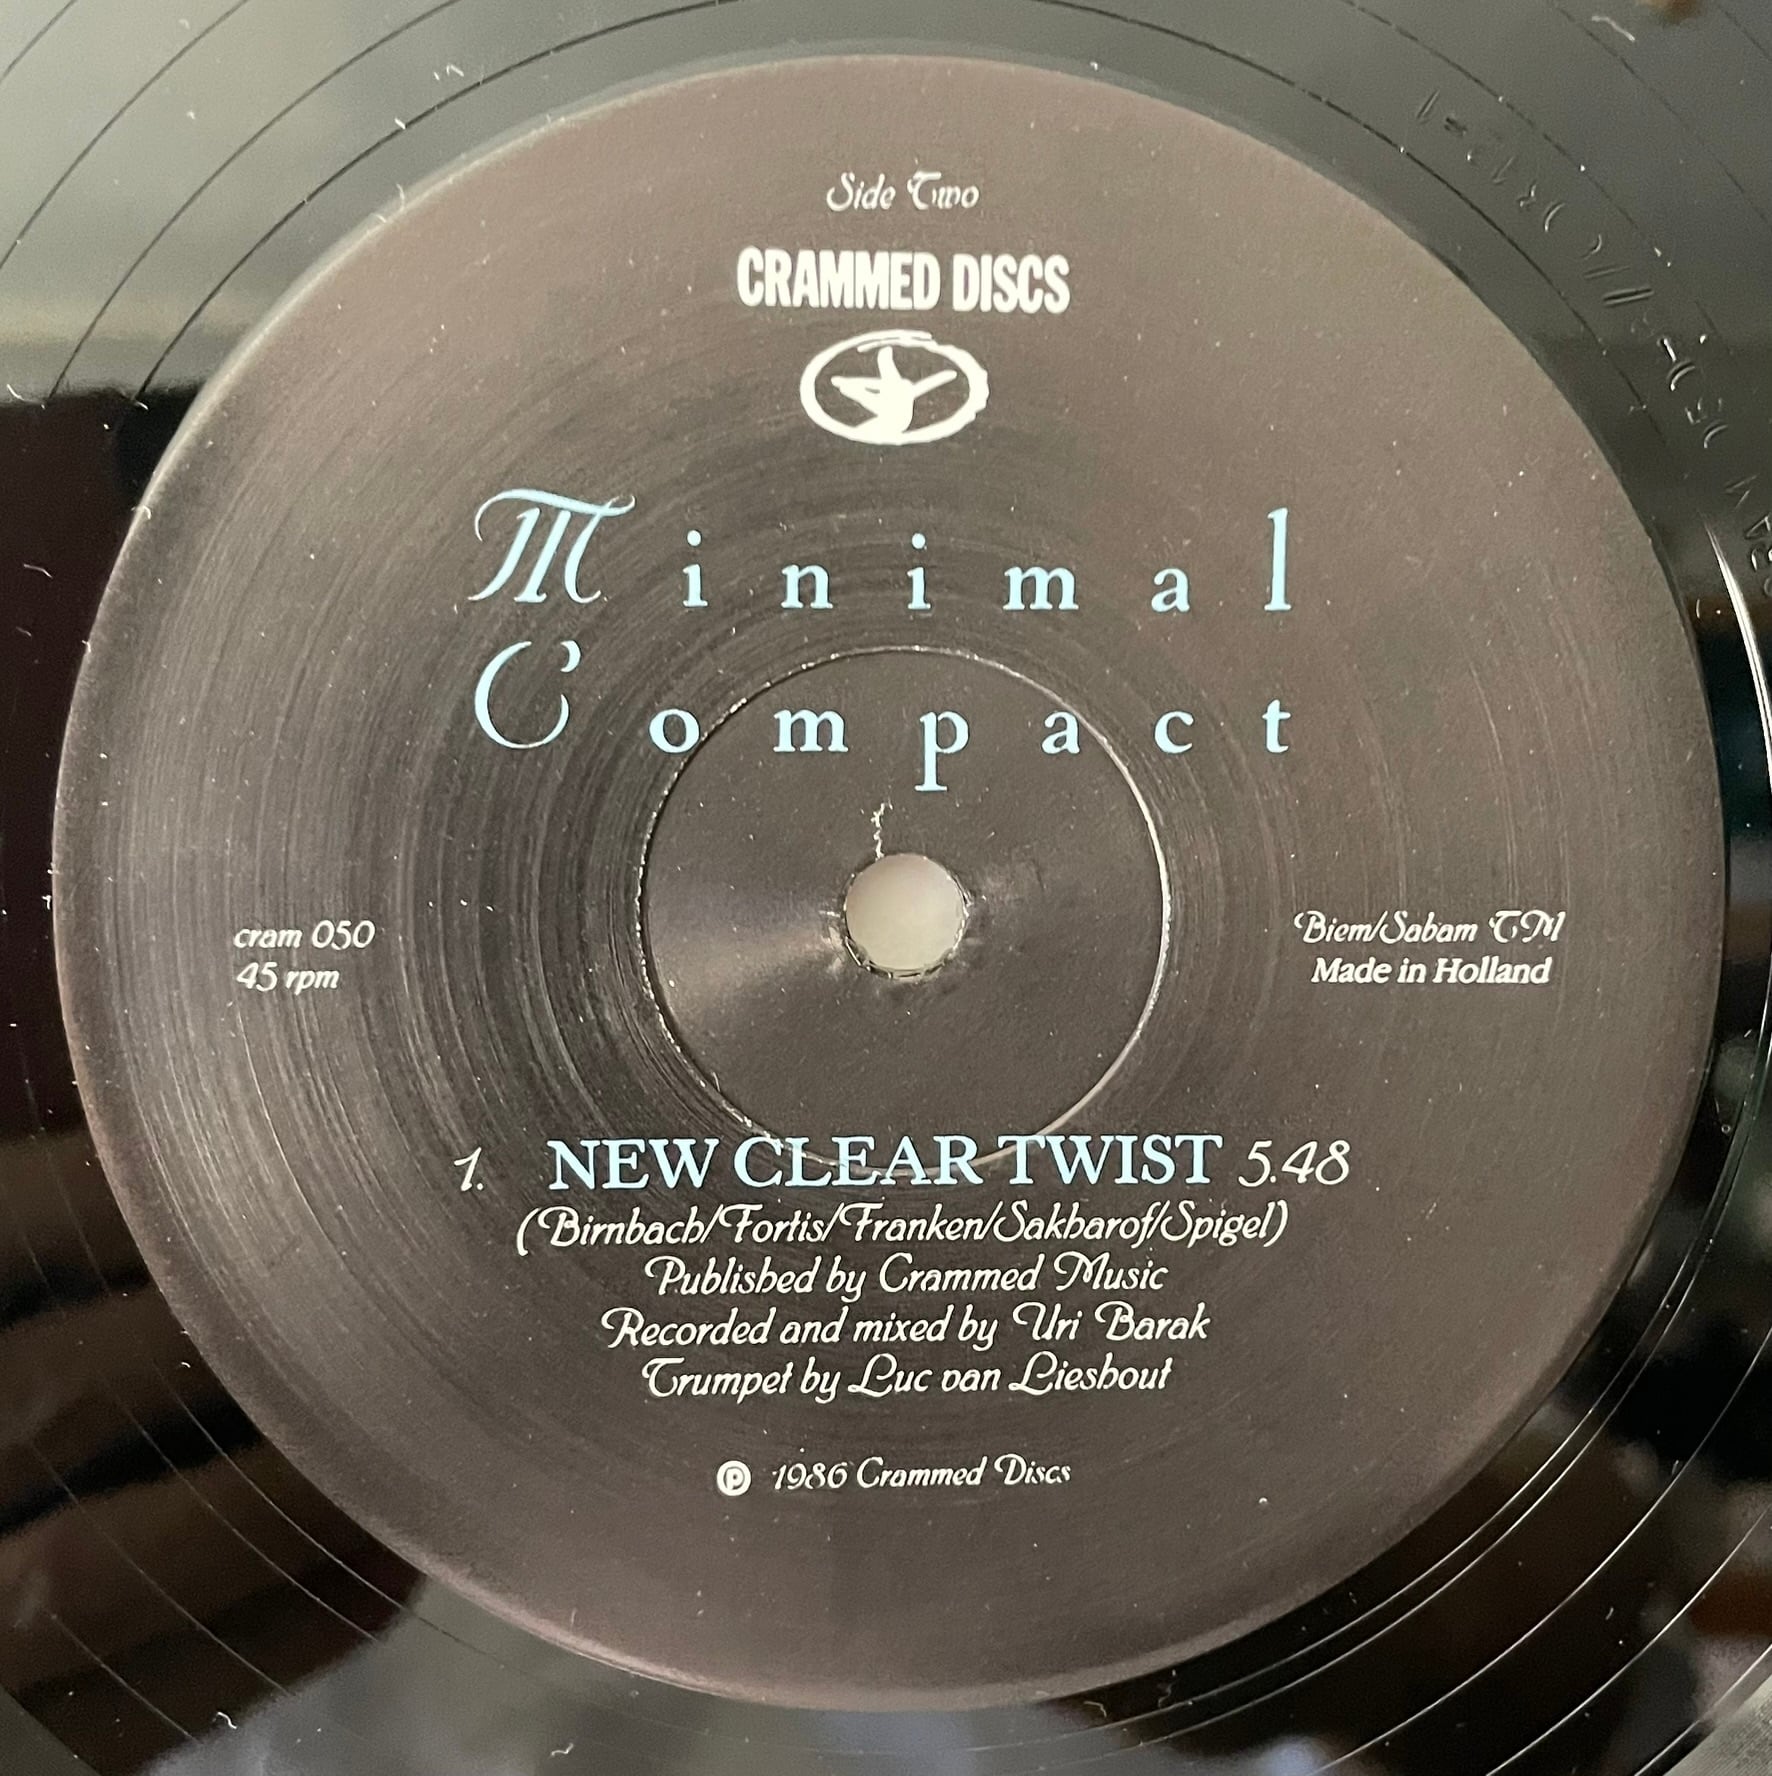 Side Two
CRAMMED DISCS
Minimal
Compact
cram 050
45 rpm
Biem/Sabam TM
Made in Holland
1. NEW CLEAR TWIST 5.48
(Birnbach/Fortis/Franken/Sakharof/Spigel)
Published by Crammed Music
Recorded and mixed by Uri Barak
Trumpet by Luc van Lieshout
℗ 1986 Crammed Discs